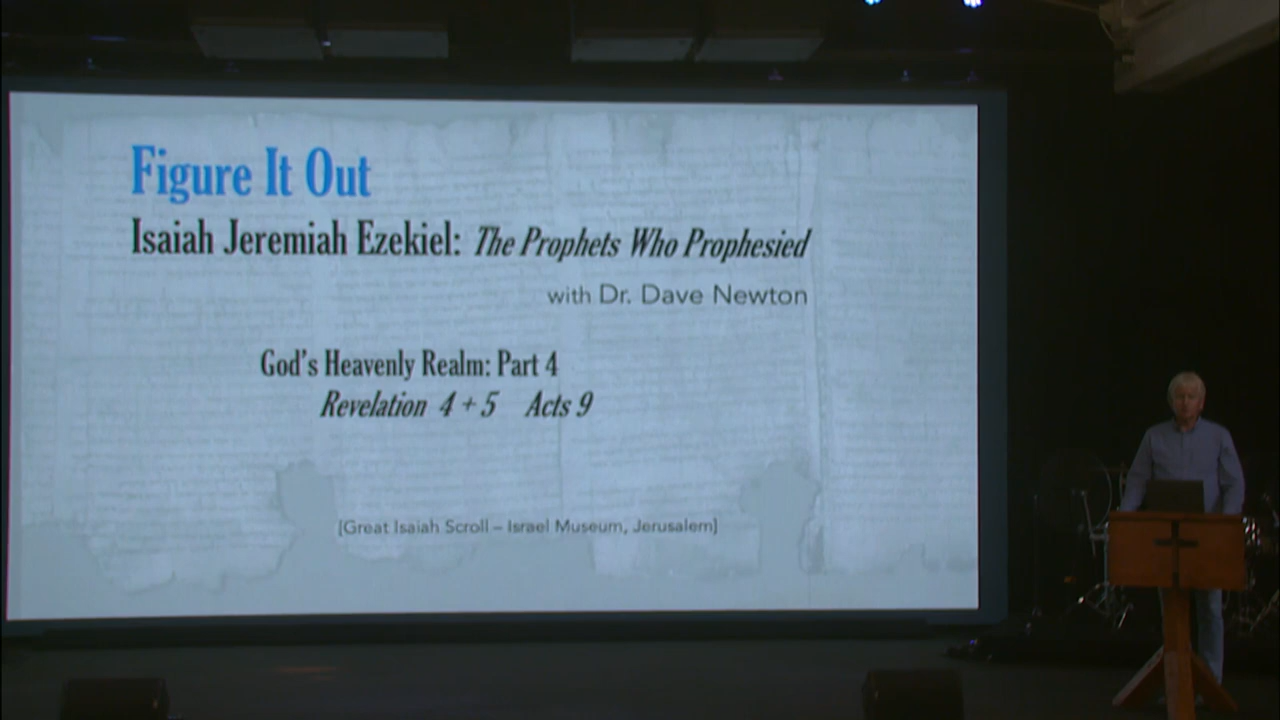 Figure It Out
Isaiah Jeremiah Ezekiel: The Prophets Who Prophesied
with Dr. Dave Newton
God's Heavenly Realm: Part 4
Revelation 4 + 5 Acts 9
[Great Isaiah Scroll – Israel Museum, Jerusalem]